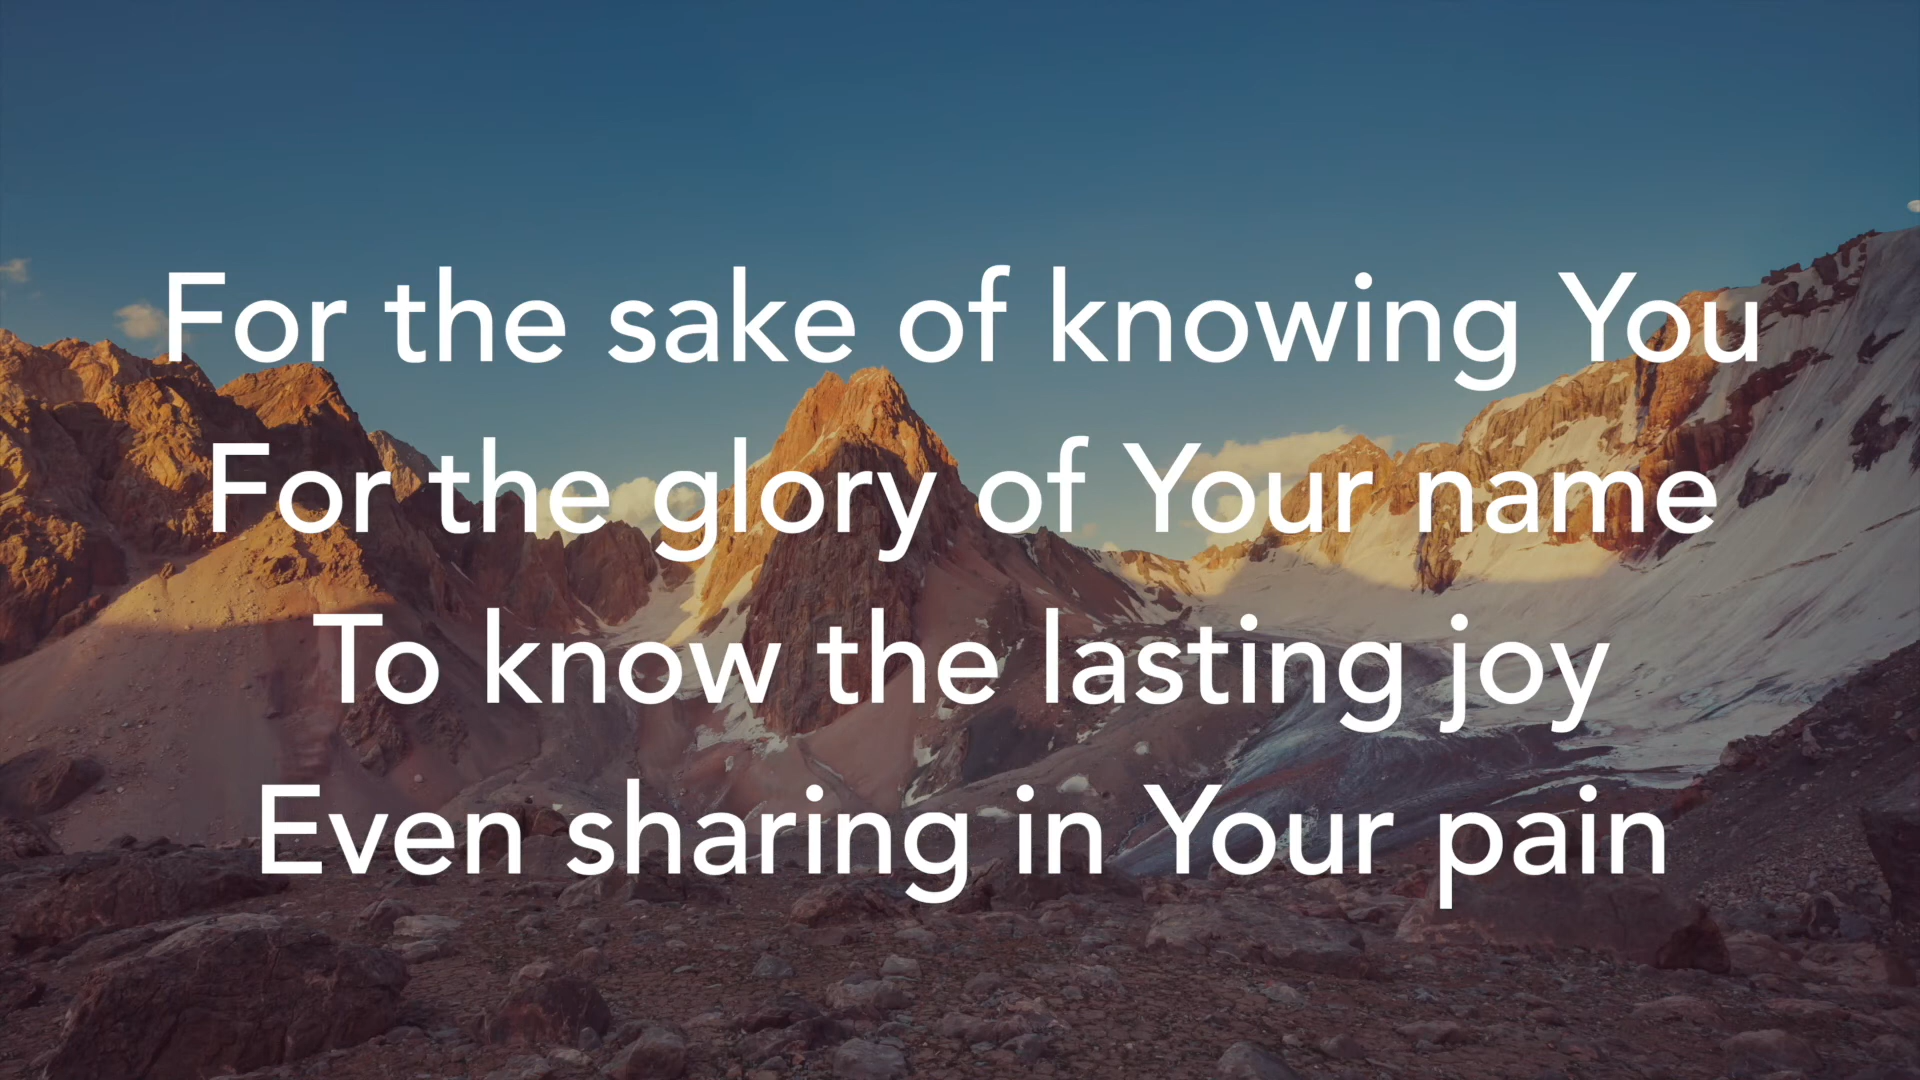 For the sake of knowing You
For the glory of Your name
To know the lasting joy
Even sharing in Your pain